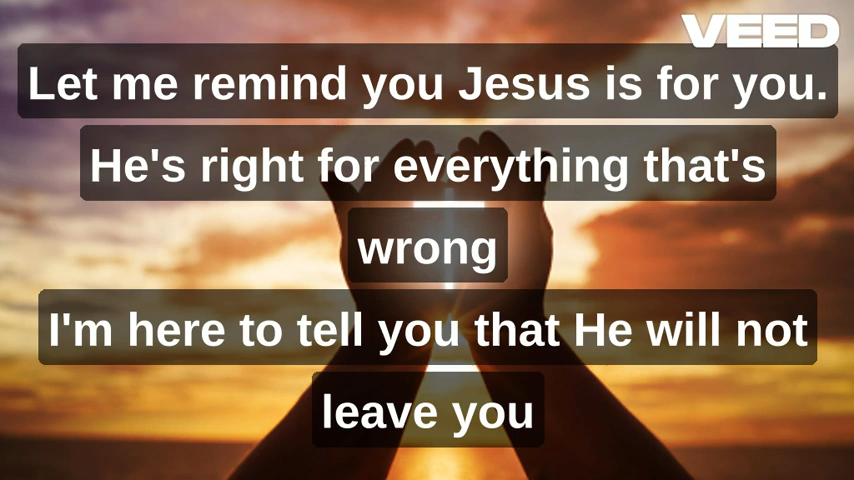 VEED
Let me remind you Jesus is for you.
He's right for everything that's
wrong
I'm here to tell you that He will not
leave you